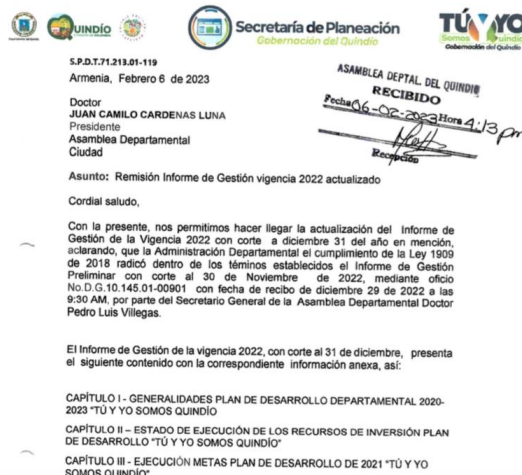 QUINDÍO
Secretaría de Planeación
Gobernación del Quindío
TÚ Y YO
Somos Quindío
Gobernación del Quindío
S.P.D.T.71.213.01-119
Armenia, Febrero 6 de 2023
ASAMBLEA DEPTAL. DEL QUINDIO
RECIBIDO
Fecha 06-02-2023 Hora 4:13 pm
Recepción
Doctor
JUAN CAMILO CARDENAS LUNA
Presidente
Asamblea Departamental
Ciudad
Asunto: Remisión Informe de Gestión vigencia 2022 actualizado
Cordial saludo,
Con la presente, nos permitimos hacer llegar la actualización del Informe de
Gestión de la Vigencia 2022 con corte a diciembre 31 del año en mención,
aclarando, que la Administración Departamental el cumplimiento de la Ley 1909
de 2018 radicó dentro de los téminos establecidos el Informe de Gestión
Preliminar con corte al 30 de Noviembre de 2022, mediante oficio
No.D.G.10.145.01-00901 con fecha de recibo de diciembre 29 de 2022 a las
9:30 AM, por parte del Secretario General de la Asamblea Departamental Doctor
Pedro Luis Villegas.
El Informe de Gestión de la vigencia 2022, con corte al 31 de diciembre, presenta
el siguiente contenido con la correspondiente información anexa, así:
CAPÍTULO I - GENERALIDADES PLAN DE DESARROLLO DEPARTAMENTAL 2020-
2023 "TÚ Y YO SOMOS QUINDÍO
CAPÍTULO II – ESTADO DE EJECUCIÓN DE LOS RECURSOS DE INVERSIÓN PLAN
DE DESARROLLO "TÚ Y YO SOMOS QUINDÍO"
CAPÍTULO III - EJECUCIÓN METAS PLAN DE DESARROLLO DE 2021 "TÚ Y YO
SOMOS QUINDÍO"